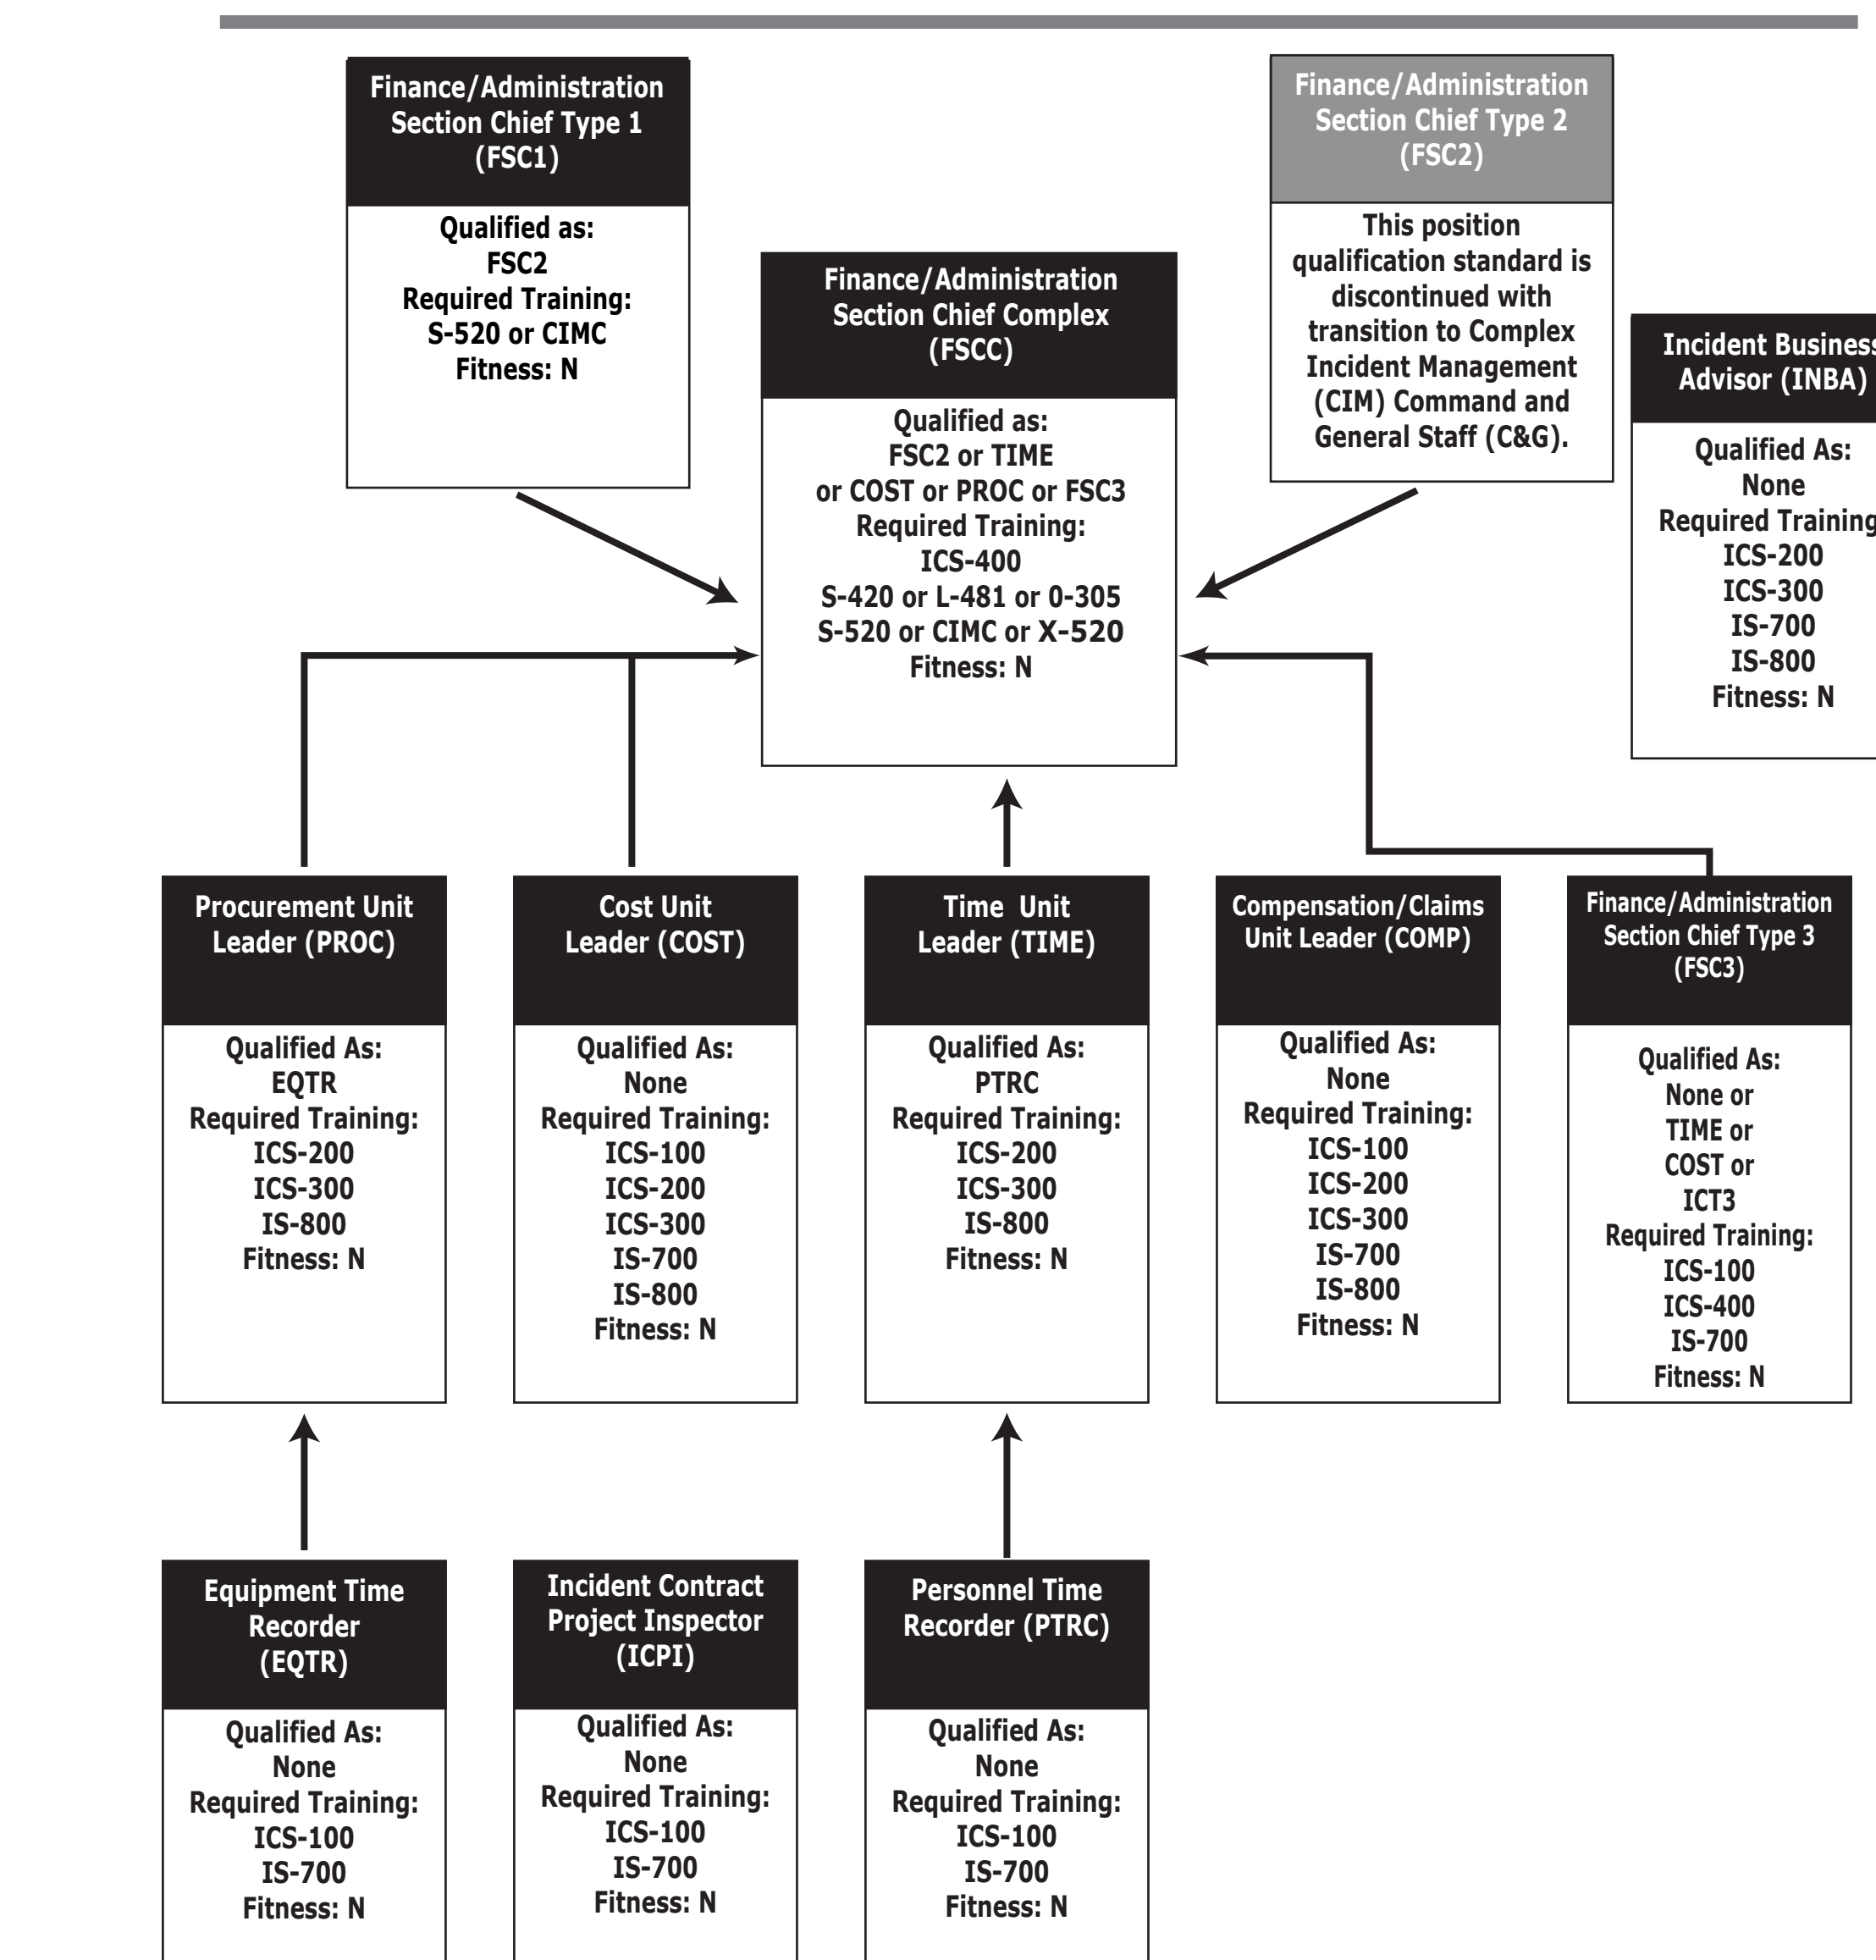 Finance/Administration
Section Chief Type 1
(FSC1)
Qualified as:
FSC2
Required Training:
S-520 or CIMC
Fitness: N
Finance/Administration
Section Chief Complex
(FSCC)
Qualified as:
FSC2 or TIME
or COST or PROC or FSC3
Required Training:
ICS-400
S-420 or L-481 or 0-305
S-520 or CIMC or X-520
Fitness: N
Finance/Administration
Section Chief Type 2
(FSC2)
This position
qualification standard is
discontinued with
transition to Complex
Incident Management
(CIM) Command and
General Staff (C&G).
Incident Business
Advisor (INBA)
Qualified As:
None
Required Training
ICS-200
ICS-300
IS-700
IS-800
Fitness: N
Procurement Unit
Leader (PROC)
Qualified As:
EQTR
Required Training:
ICS-200
ICS-300
IS-800
Fitness: N
Cost Unit
Leader (COST)
Qualified As:
None
Required Training:
ICS-100
ICS-200
ICS-300
IS-700
IS-800
Fitness: N
Time Unit
Leader (TIME)
Qualified As:
PTRC
Required Training:
ICS-200
ICS-300
IS-800
Fitness: N
Compensation/Claims
Unit Leader (COMP)
Qualified As:
None
Required Training:
ICS-100
ICS-200
ICS-300
IS-700
IS-800
Fitness: N
Finance/Administration
Section Chief Type 3
(FSC3)
Qualified As:
None or
TIME or
COST or
ICT3
Required Training:
ICS-100
ICS-400
IS-700
Fitness: N
Equipment Time
Recorder
(EQTR)
Qualified As:
None
Required Training:
ICS-100
IS-700
Fitness: N
Incident Contract
Project Inspector
(ICPI)
Qualified As:
None
Required Training:
ICS-100
IS-700
Fitness: N
Personnel Time
Recorder (PTRC)
Qualified As:
None
Required Training:
ICS-100
IS-700
Fitness: N